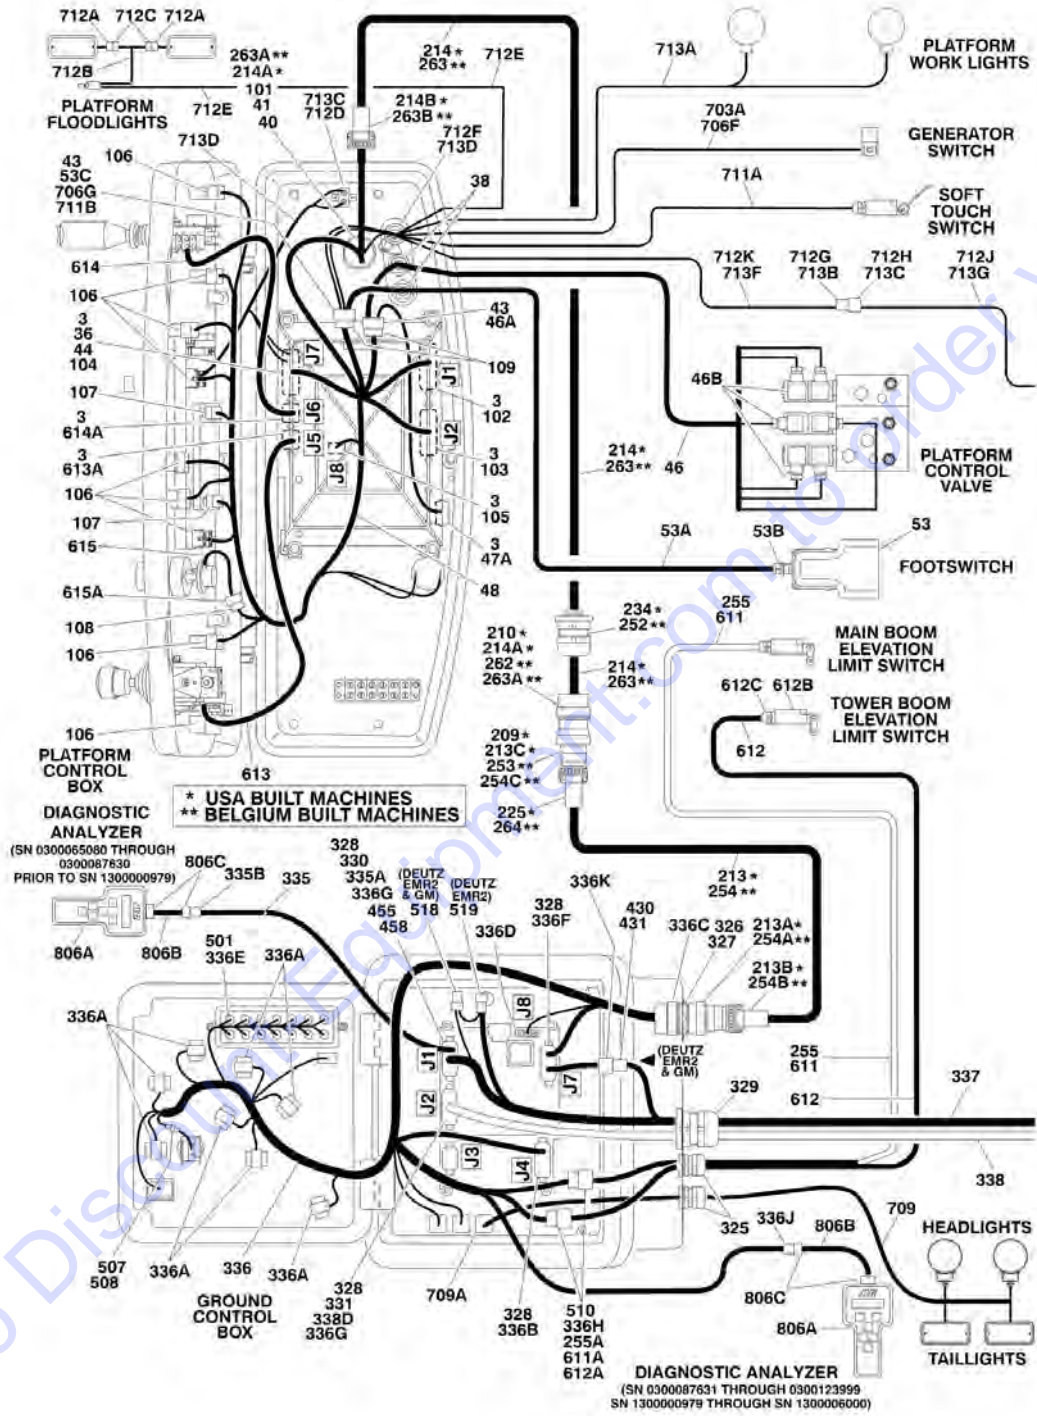 712A 712C 712A
712B
PLATFORM
FLOODLIGHTS
712E
713D
263A**
214A*
101
41
40
713C
712D
214*
263**
712E
214B*
263B**
712F
713D
38
713A
PLATFORM
WORK LIGHTS
703A
706F
GENERATOR
SWITCH
711A
SOFT
TOUCH
SWITCH
712K
713F
712G
713B
712H
713C
712J
713G
43
53C
706G
711B
106
614
106
3
36
44
104
107
3
614A
3
613A
106
107
615
615A
108
106
106
PLATFORM
CONTROL
BOX
613
J7
J6
J5
J8
J1
J2
43
46A
109
3
102
3
103
3
105
3
47A
48
46B
46
PLATFORM
CONTROL
VALVE
214*
263**
53A
53B
53
FOOTSWITCH
234*
252**
210*
214A*
262**
263A**
214*
263**
255
611
MAIN BOOM
ELEVATION
LIMIT SWITCH
612C 612B
612
TOWER BOOM
ELEVATION
LIMIT SWITCH
209*
213C*
253**
254C**
225*
264**
* USA BUILT MACHINES
** BELGIUM BUILT MACHINES
DIAGNOSTIC
ANALYZER
(SN 0300065080 THROUGH
0300087630
PRIOR TO SN 1300000979)
806C
335B
335
806A
806B
328
330
335A
336G
455
458
(DEUTZ
EMR2
& GM)
518
(DEUTZ
EMR2)
519
336D
328
336F
336K
430
431
336C
326
327
213*
254**
213A*
254A**
213B*
254B**
501
336E
336A
336A
J1
J2
J3
J4
J8
J7
(DEUTZ
EMR2
& GM)
329
255
611
612
337
338
325
507
508
336A
336
336A
GROUND
CONTROL
BOX
328
331
338D
336G
709A
328
336B
510
336H
255A
611A
612A
336J
806B
709
HEADLIGHTS
806C
806A
TAILLIGHTS
DIAGNOSTIC ANALYZER
(SN 0300087631 THROUGH 0300123999
SN 1300000979 THROUGH SN 1300006000)
Discount-Equipment.com to order